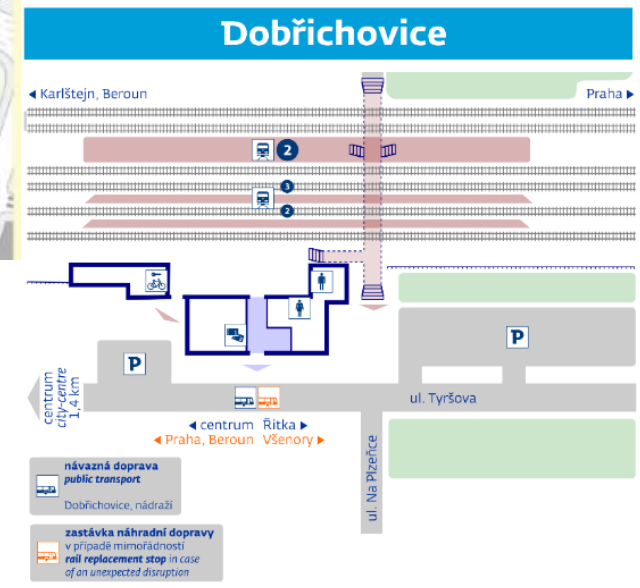 Dobřichovice
◄ Karlštejn, Beroun
Praha ►
2
3
2
P
P
centrum
city-centre
1,4 km
ul. Tyršova
◄ centrum Řitka ►
◄ Praha, Beroun Všenory ►
ul. Na Plzeňce
návazná doprava
public transport
Dobřichovice, nádraží
zastávka náhradní dopravy
v případě mimořádností
rail replacement stop in case
of an unexpected disruption